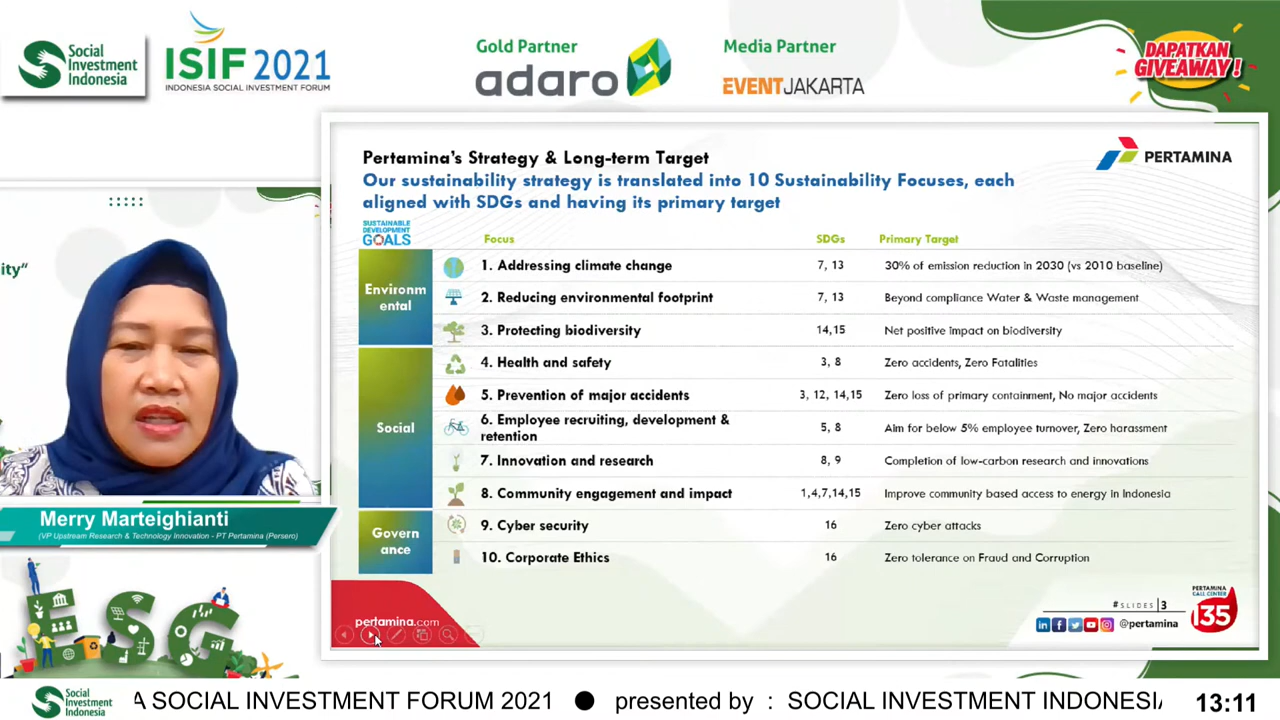 Social
Investment
Indonesia
ISIF 2021
INDONESIA SOCIAL INVESTMENT FORUM
Gold Partner
adaro
Media Partner
EVENTJAKARTA
DAPATKAN
GIVEAWAY !
ity"
Pertamina's Strategy & Long-term Target
PERTAMINA
Our sustainability strategy is translated into 10 Sustainability Focuses, each
aligned with SDGs and having its primary target
SUSTAINABLE
DEVELOPMENT
GOALS
Focus SDGs Primary Target
Environm
ental
1. Addressing climate change 7, 13 30% of emission reduction in 2030 (vs 2010 baseline)
2. Reducing environmental footprint 7, 13 Beyond compliance Water & Waste management
3. Protecting biodiversity 14,15 Net positive impact on biodiversity
Social
4. Health and safety 3, 8 Zero accidents, Zero Fatalities
5. Prevention of major accidents 3, 12, 14,15 Zero loss of primary containment, No major accidents
6. Employee recruiting, development &
retention 5, 8 Aim for below 5% employee turnover, Zero harassment
7. Innovation and research 8, 9 Completion of low-carbon research and innovations
8. Community engagement and impact 1,4,7,14,15 Improve community based access to energy in Indonesia
Govern
ance
9. Cyber security 16 Zero cyber attacks
10. Corporate Ethics 16 Zero tolerance on Fraud and Corruption
Merry Marteighianti
(VP Upstream Research & Technology Innovation - PT Pertamina (Persero)
ESG
pertamina.com
#SLIDES 3
@pertamina
PERTAMINA
CALL CENTER
135
Social
Investment
Indonesia
A SOCIAL INVESTMENT FORUM 2021 ● presented by : SOCIAL INVESTMENT INDONESIA
13:11